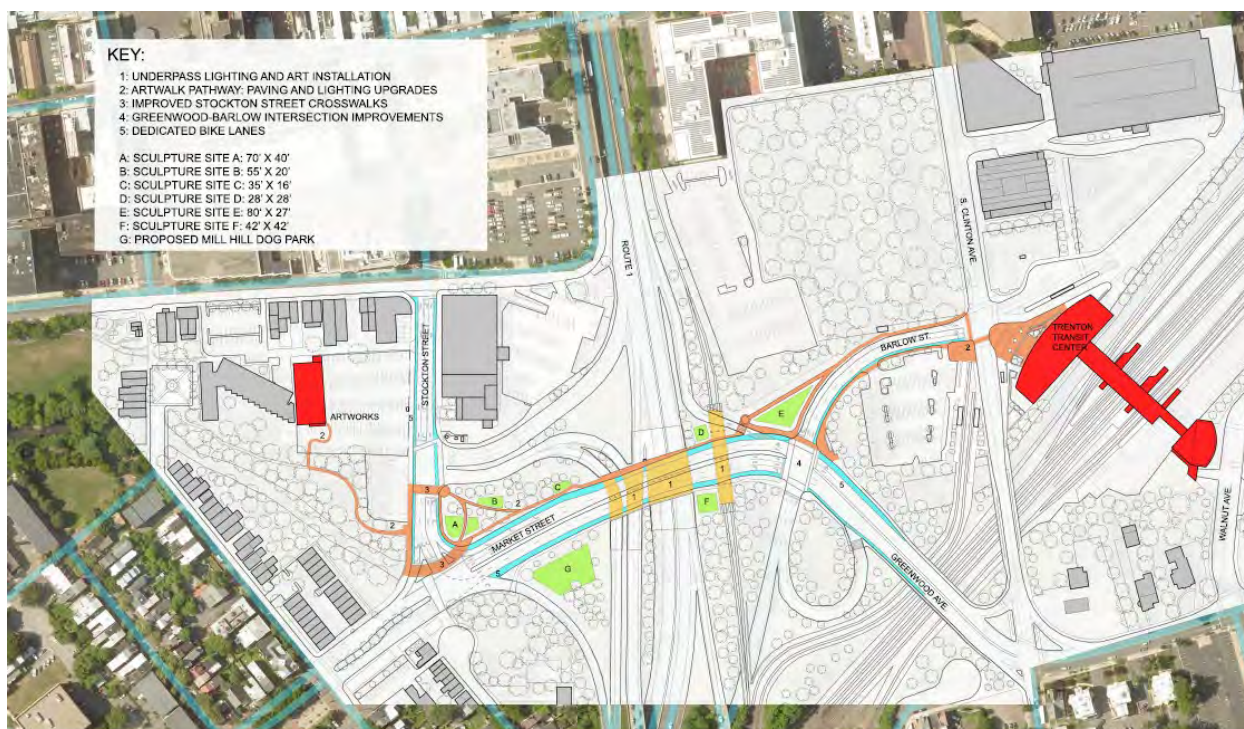 KEY:
1: UNDERPASS LIGHTING AND ART INSTALLATION
2: ARTWALK PATHWAY: PAVING AND LIGHTING UPGRADES
3: IMPROVED STOCKTON STREET CROSSWALKS
4: GREENWOOD-BARLOW INTERSECTION IMPROVEMENTS
5: DEDICATED BIKE LANES
A: SCULPTURE SITE A: 70' X 40'
B: SCULPTURE SITE B: 55' X 20'
C: SCULPTURE SITE C: 35' X 16'
D: SCULPTURE SITE D: 28' X 28'
E: SCULPTURE SITE E: 80' X 27'
F: SCULPTURE SITE F: 42' X 42'
G: PROPOSED MILL HILL DOG PARK
ROUTE 1
S. CLINTON AVE.
STOCKTON STREET
BARLOW ST.
2
TRENTON
TRANSIT
CENTER
ARTWORKS
5
2
E
D
4
1
1
1
5
3
B
C
2
F
A
2
MARKET STREET
3
5
G
GREENWOOD AVE.
WALNUT AVE.